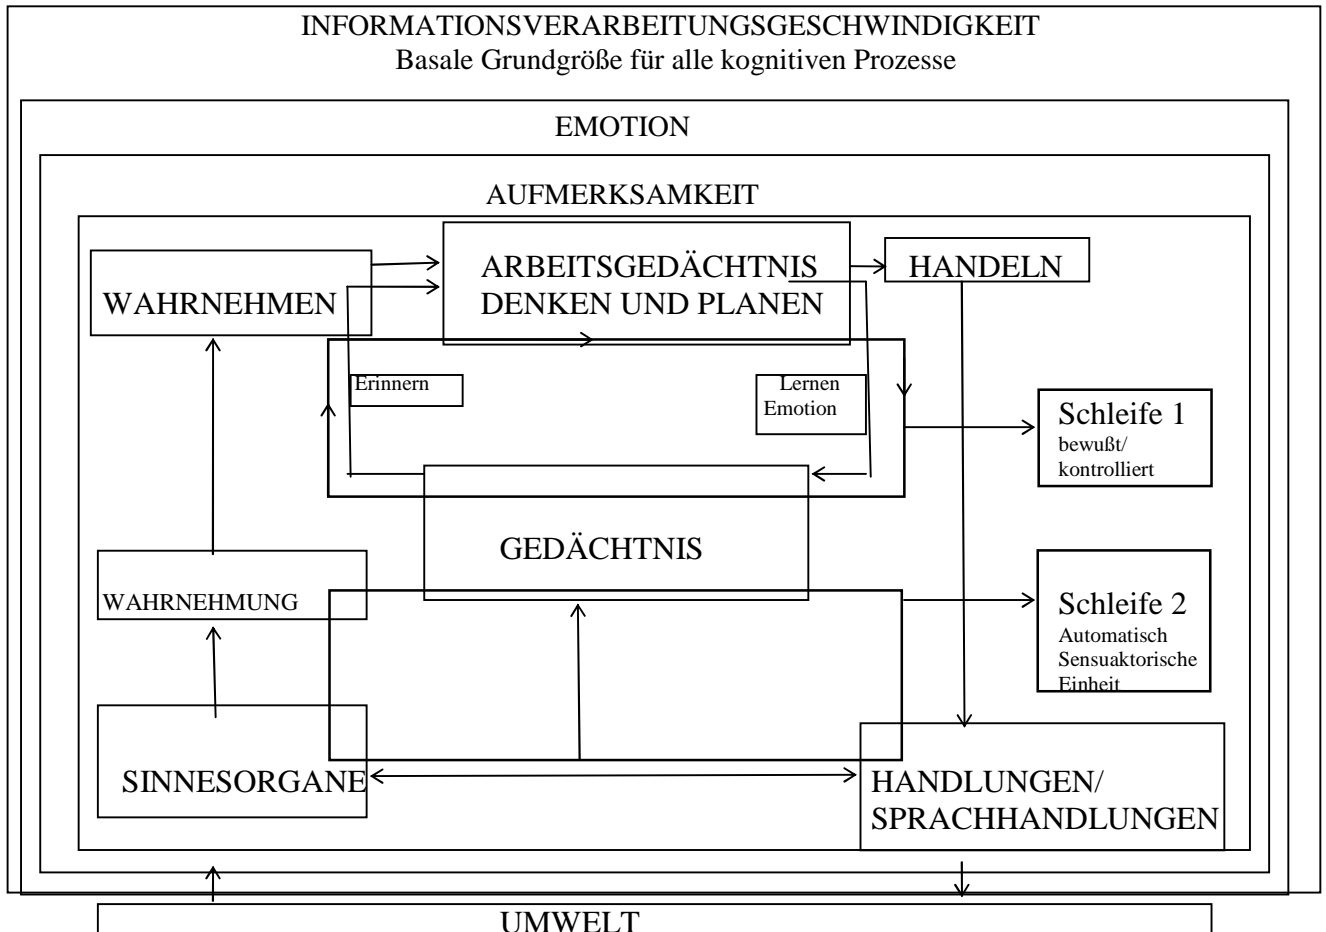 INFORMATIONSVERARBEITUNGSGESCHWINDIGKEIT
Basale Grundgröße für alle kognitiven Prozesse
EMOTION
AUFMERKSAMKEIT
WAHRNEHMEN
ARBEITSGEDÄCHTNIS
DENKEN UND PLANEN
HANDELN
Erinnern
Lernen
Emotion
Schleife 1
bewußt/
kontrolliert
GEDÄCHTNIS
WAHRNEHMUNG
Schleife 2
Automatisch
Sensuaktorische
Einheit
SINNESORGANE
HANDLUNGEN/
SPRACHHANDLUNGEN
UMWELT